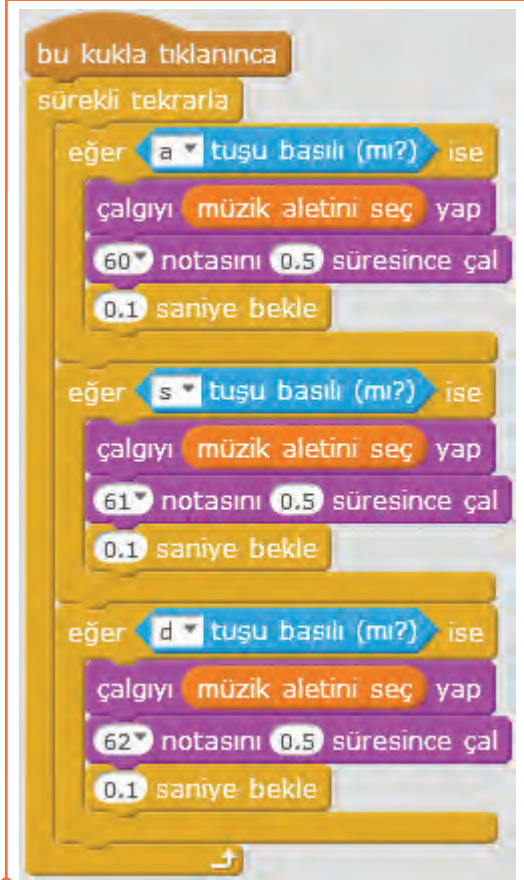 bu kukla tıklanınca
sürekli tekrarla
eğer a tuşu basılı (mı?) ise
çalgıyı müzik aletini seç yap
60 notasını 0.5 süresince çal
0.1 saniye bekle
eğer s tuşu basılı (mı?) ise
çalgıyı müzik aletini seç yap
61 notasını 0.5 süresince çal
0.1 saniye bekle
eğer d tuşu basılı (mı?) ise
çalgıyı müzik aletini seç yap
62 notasını 0.5 süresince çal
0.1 saniye bekle